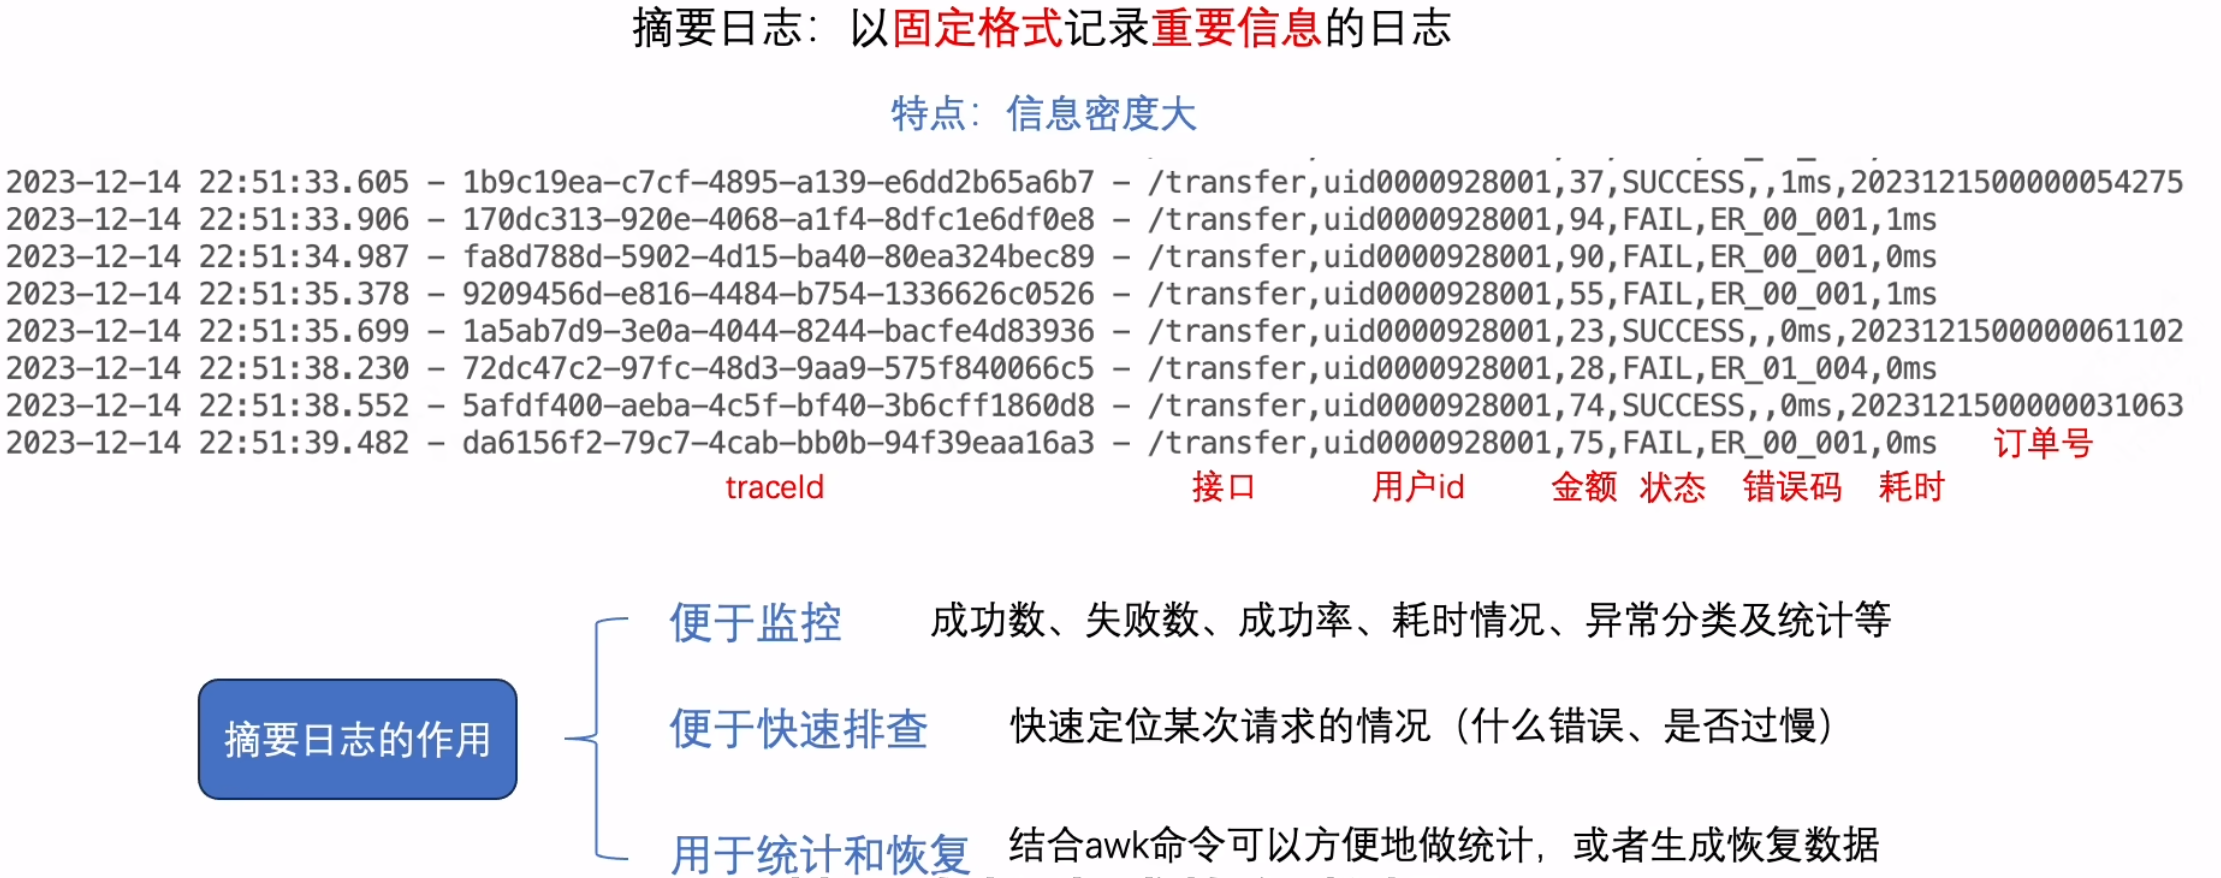 摘要日志：以固定格式记录重要信息的日志
特点：信息密度大
2023-12-14 22:51:33.605 - 1b9c19ea-c7cf-4895-a139-e6dd2b65a6b7 - /transfer,uid0000928001,37,SUCCESS,,1ms,2023121500000054275
2023-12-14 22:51:33.906 - 170dc313-920e-4068-a1f4-8dfc1e6df0e8 - /transfer,uid0000928001,94,FAIL,ER_00_001,1ms
2023-12-14 22:51:34.987 - fa8d788d-5902-4d15-ba40-80ea324bec89 - /transfer,uid0000928001,90,FAIL,ER_00_001,0ms
2023-12-14 22:51:35.378 - 9209456d-e816-4484-b754-1336626c0526 - /transfer,uid0000928001,55,FAIL,ER_00_001,1ms
2023-12-14 22:51:35.699 - 1a5ab7d9-3e0a-4044-8244-bacfe4d83936 - /transfer,uid0000928001,23,SUCCESS,,0ms,2023121500000061102
2023-12-14 22:51:38.230 - 72dc47c2-97fc-48d3-9aa9-575f840066c5 - /transfer,uid0000928001,28,FAIL,ER_01_004,0ms
2023-12-14 22:51:38.552 - 5afdf400-aeba-4c5f-bf40-3b6cff1860d8 - /transfer,uid0000928001,74,SUCCESS,,0ms,2023121500000031063
2023-12-14 22:51:39.482 - da6156f2-79c7-4cab-bb0b-94f39eaa16a3 - /transfer,uid0000928001,75,FAIL,ER_00_001,0ms 订单号
traceId 接口 用户id 金额 状态 错误码 耗时
便于监控 成功数、失败数、成功率、耗时情况、异常分类及统计等
摘要日志的作用
便于快速排查 快速定位某次请求的情况（什么错误、是否过慢）
用于统计和恢复 结合awk命令可以方便地做统计，或者生成恢复数据